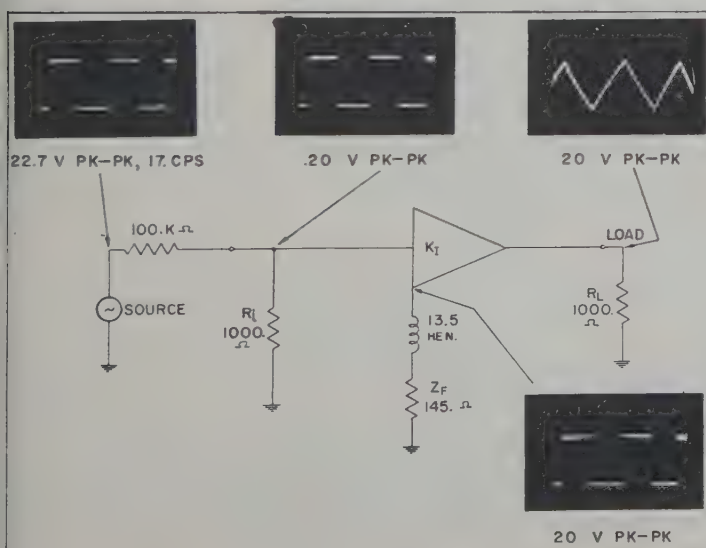 22.7 V PK–PK, 17. CPS
.20 V PK–PK
20 V PK–PK
100.K Ω
LOAD
K_I
SOURCE
R_i
1000.
Ω
13.5
HEN.
R_L
1000.
Ω
Z_F
145. Ω
20 V PK–PK